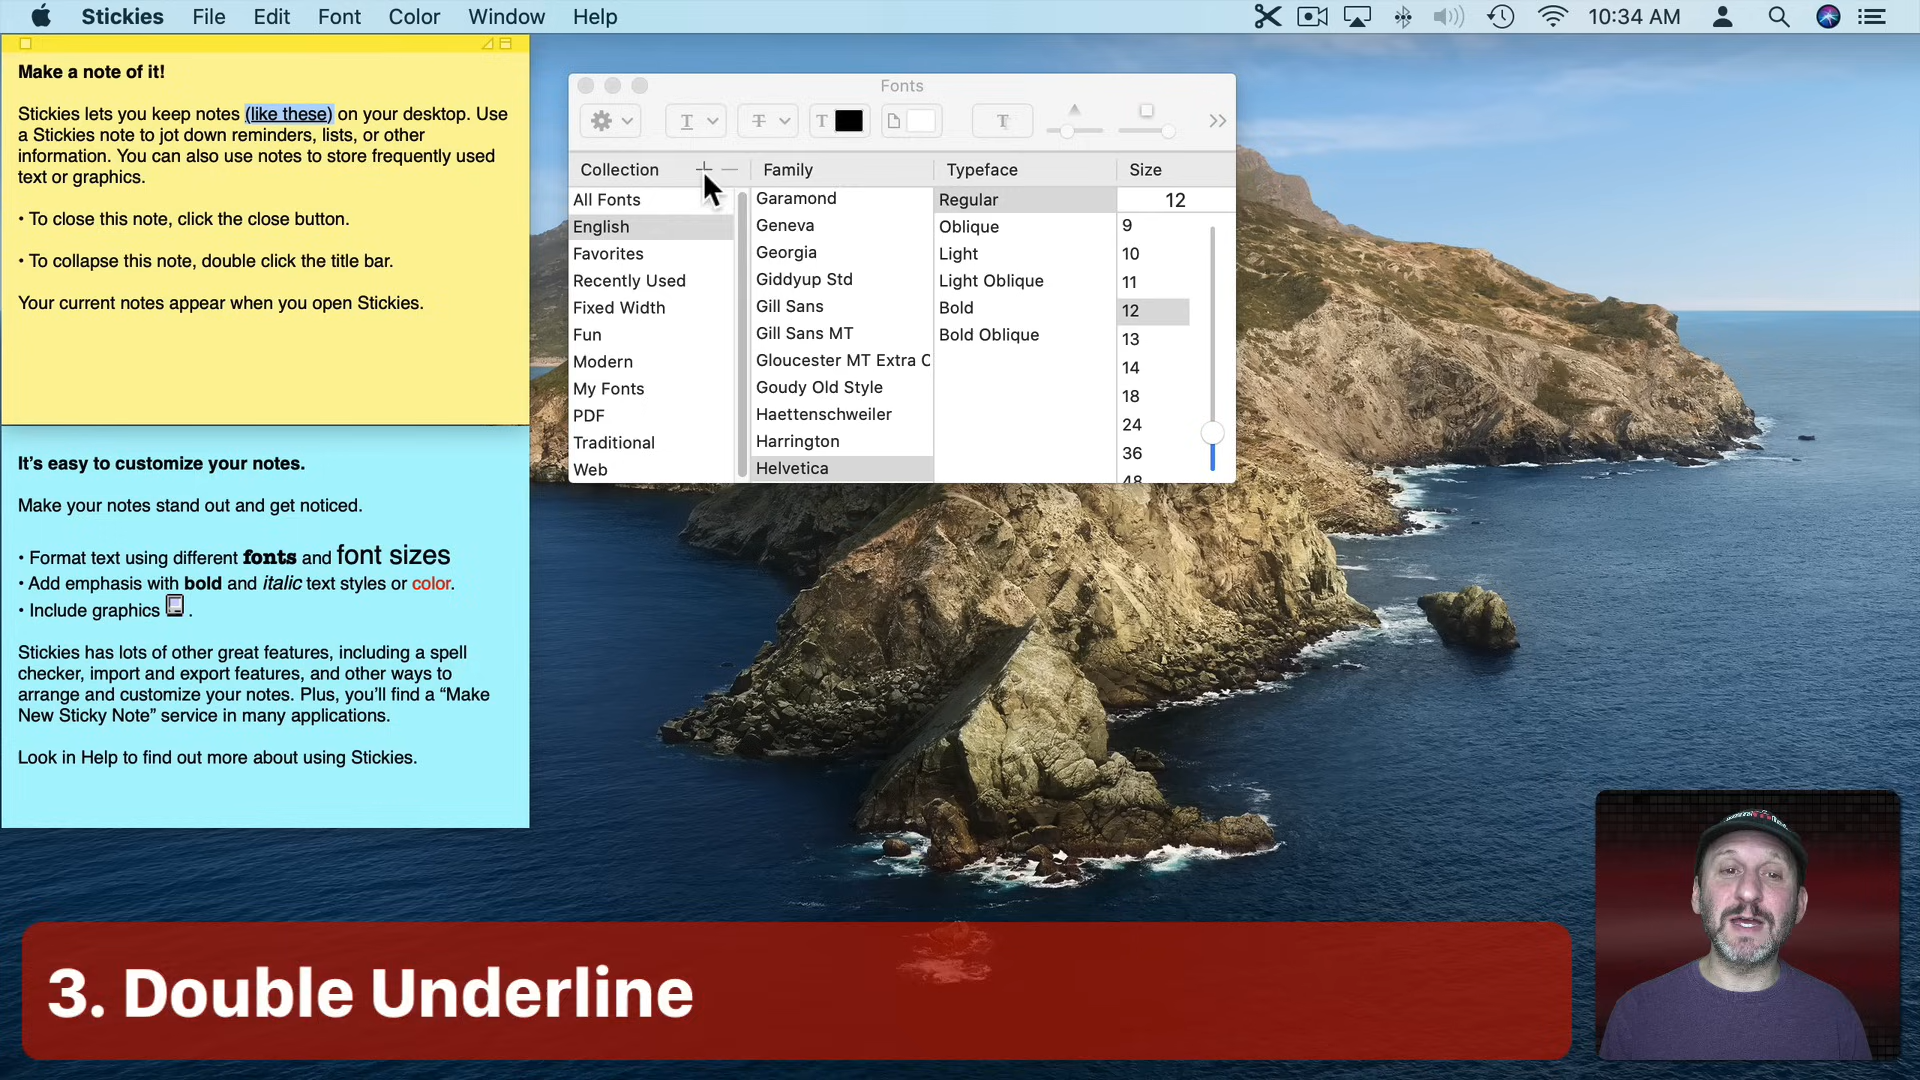 Stickies File Edit Font Color Window Help 10:34 AM
Make a note of it!
Stickies lets you keep notes (like these) on your desktop. Use
a Stickies note to jot down reminders, lists, or other
information. You can also use notes to store frequently used
text or graphics.
• To close this note, click the close button.
• To collapse this note, double click the title bar.
Your current notes appear when you open Stickies.
It’s easy to customize your notes.
Make your notes stand out and get noticed.
• Format text using different fonts and font sizes
• Add emphasis with bold and italic text styles or color.
• Include graphics .
Stickies has lots of other great features, including a spell
checker, import and export features, and other ways to
arrange and customize your notes. Plus, you’ll find a “Make
New Sticky Note” service in many applications.
Look in Help to find out more about using Stickies.
Fonts
T T T T
Collection + — Family Typeface Size
All Fonts
English
Favorites
Recently Used
Fixed Width
Fun
Modern
My Fonts
PDF
Traditional
Web
Garamond
Geneva
Georgia
Giddyup Std
Gill Sans
Gill Sans MT
Gloucester MT Extra C
Goudy Old Style
Haettenschweiler
Harrington
Helvetica
Regular
Oblique
Light
Light Oblique
Bold
Bold Oblique
12
9
10
11
12
13
14
18
24
36
48
3. Double Underline